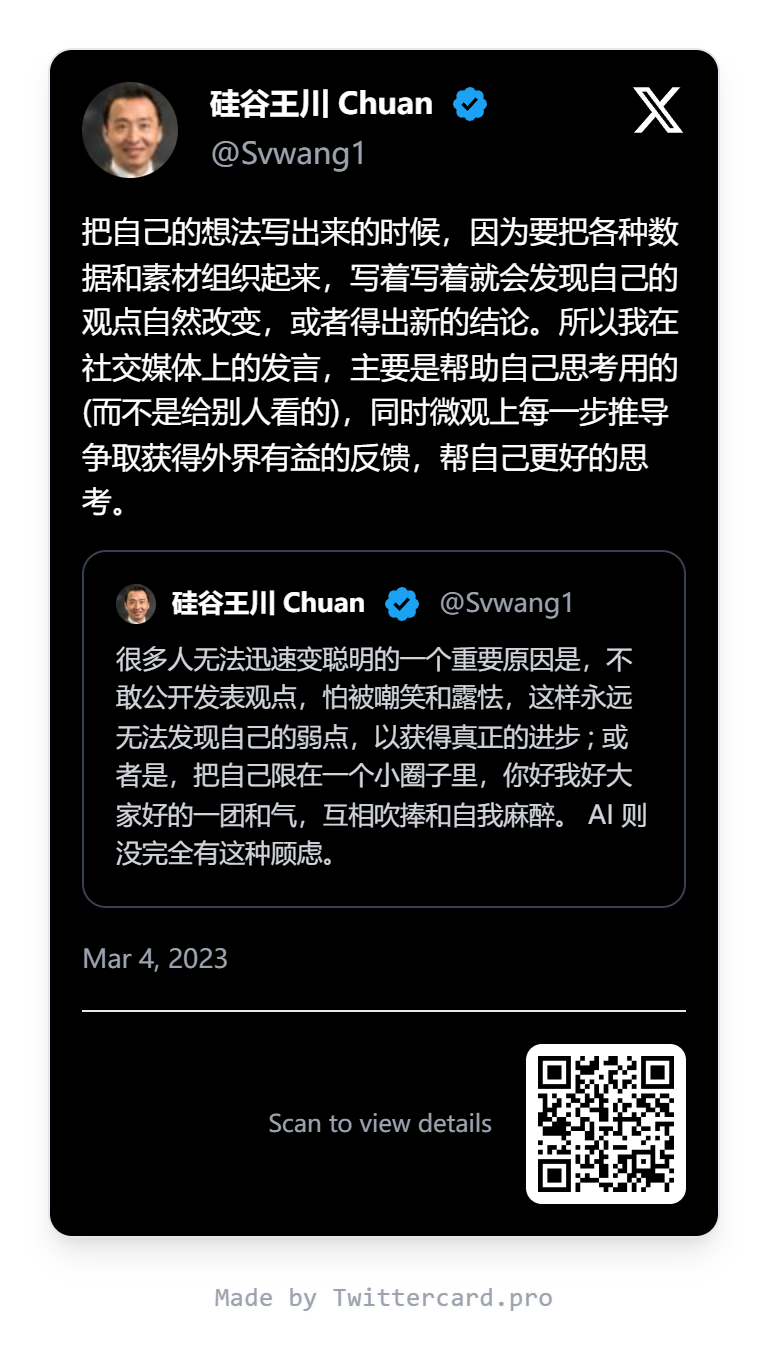 硅谷王川 Chuan
@Svwang1
把自己的想法写出来的时候，因为要把各种数
据和素材组织起来，写着写着就会发现自己的
观点自然改变，或者得出新的结论。所以我在
社交媒体上的发言，主要是帮助自己思考用的
(而不是给别人看的)，同时微观上每一步推导
争取获得外界有益的反馈，帮自己更好的思
考。
硅谷王川 Chuan @Svwang1
很多人无法迅速变聪明的一个重要原因是，不
敢公开发表观点，怕被嘲笑和露怯，这样永远
无法发现自己的弱点，以获得真正的进步 ; 或
者是，把自己限在一个小圈子里，你好我好大
家好的一团和气，互相吹捧和自我麻醉。 AI 则
没完全有这种顾虑。
Mar 4, 2023
Scan to view details
Made by Twittercard.pro